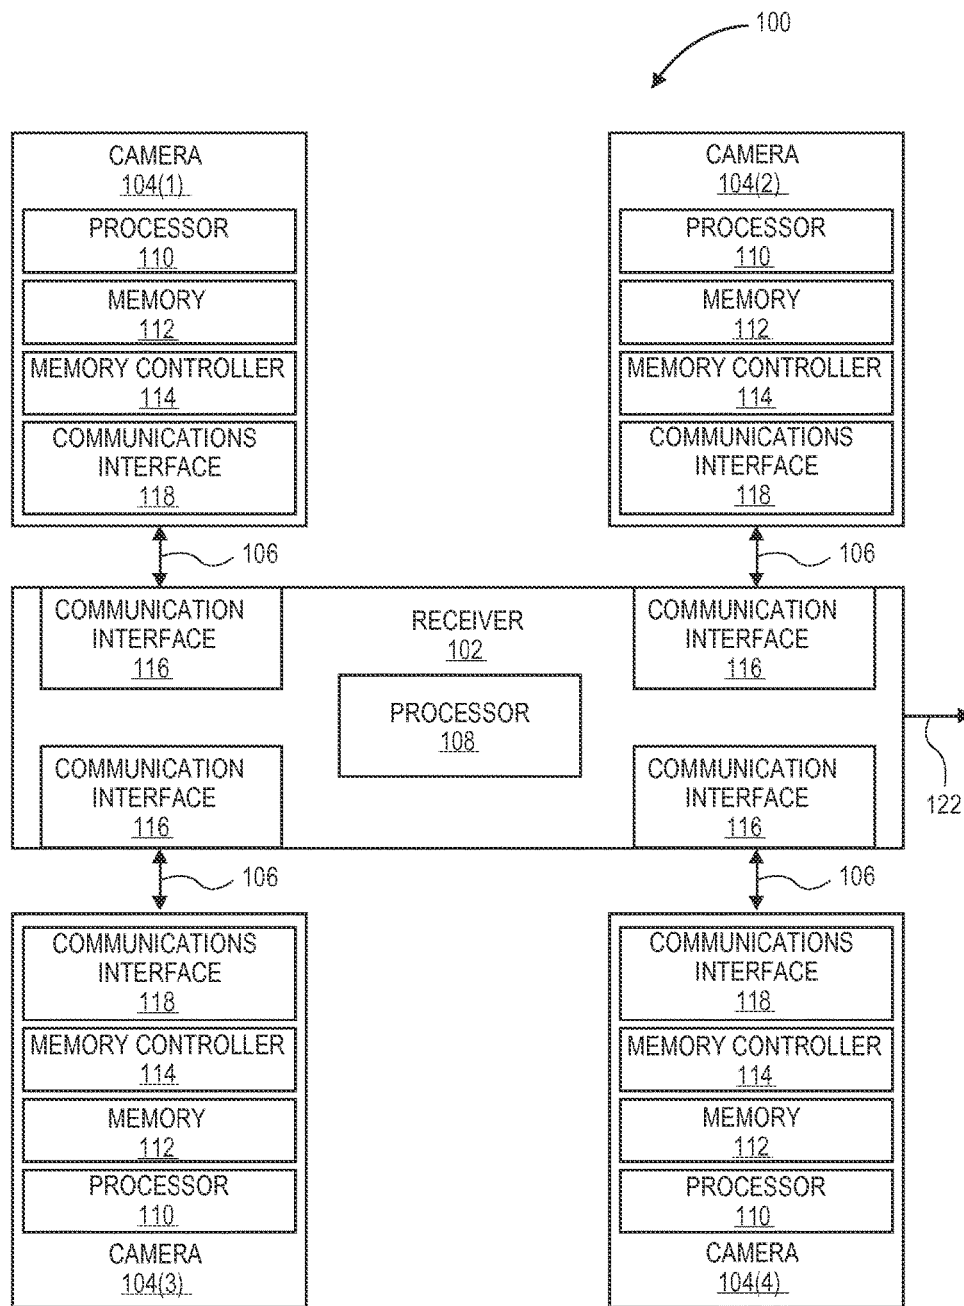 100
CAMERA
104(1)
PROCESSOR
110
MEMORY
112
MEMORY CONTROLLER
114
COMMUNICATIONS
INTERFACE
118
CAMERA
104(2)
PROCESSOR
110
MEMORY
112
MEMORY CONTROLLER
114
COMMUNICATIONS
INTERFACE
118
106
106
COMMUNICATION
INTERFACE
116
RECEIVER
102
PROCESSOR
108
COMMUNICATION
INTERFACE
116
COMMUNICATION
INTERFACE
116
COMMUNICATION
INTERFACE
116
122
106
106
COMMUNICATIONS
INTERFACE
118
MEMORY CONTROLLER
114
MEMORY
112
PROCESSOR
110
CAMERA
104(3)
COMMUNICATIONS
INTERFACE
118
MEMORY CONTROLLER
114
MEMORY
112
PROCESSOR
110
CAMERA
104(4)